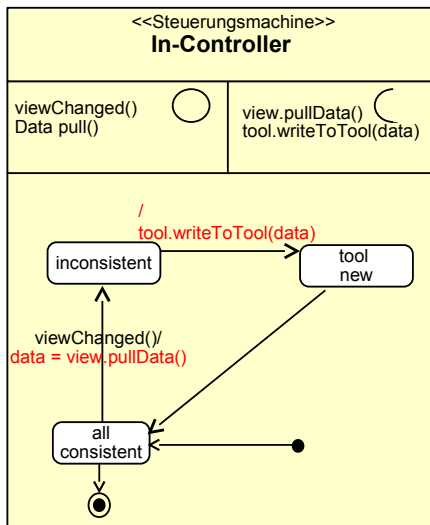 <<Steuerungsmachine>>
In-Controller
viewChanged()
Data pull()
view.pullData()
tool.writeToTool(data)
/
tool.writeToTool(data)
inconsistent
tool
new
viewChanged()/
data = view.pullData()
all
consistent